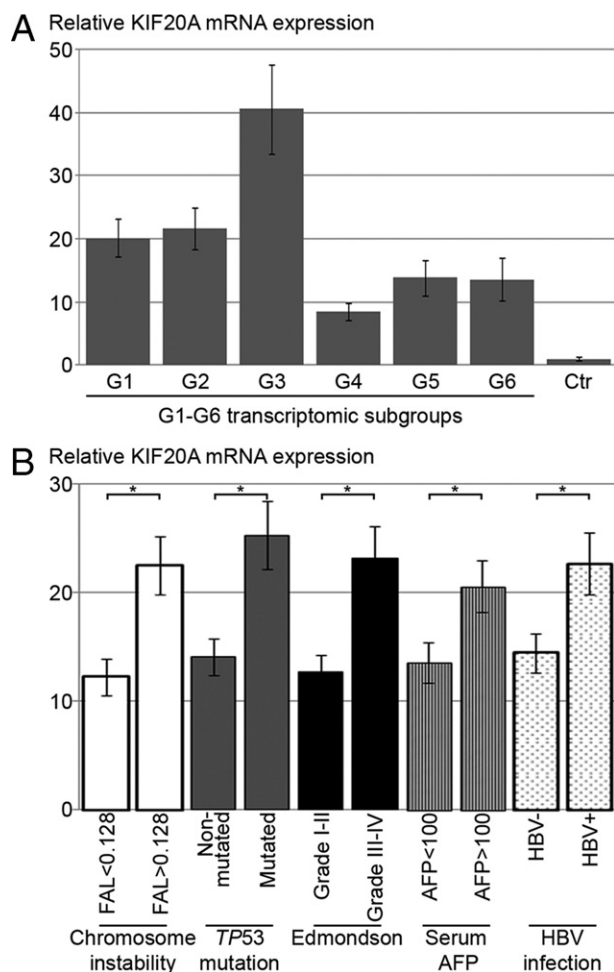 A Relative KIF20A mRNA expression
50
40
30
20
10
0
G1 G2 G3 G4 G5 G6 Ctr
G1-G6 transcriptomic subgroups
B Relative KIF20A mRNA expression
30
* * * * *
20
10
0
FAL<0.128
FAL>0.128
Non-
mutated
Mutated
Grade I-II
Grade III-IV
AFP<100
AFP>100
HBV-
HBV+
Chromosome
instability
TP53
mutation
Edmondson
Serum
AFP
HBV
infection